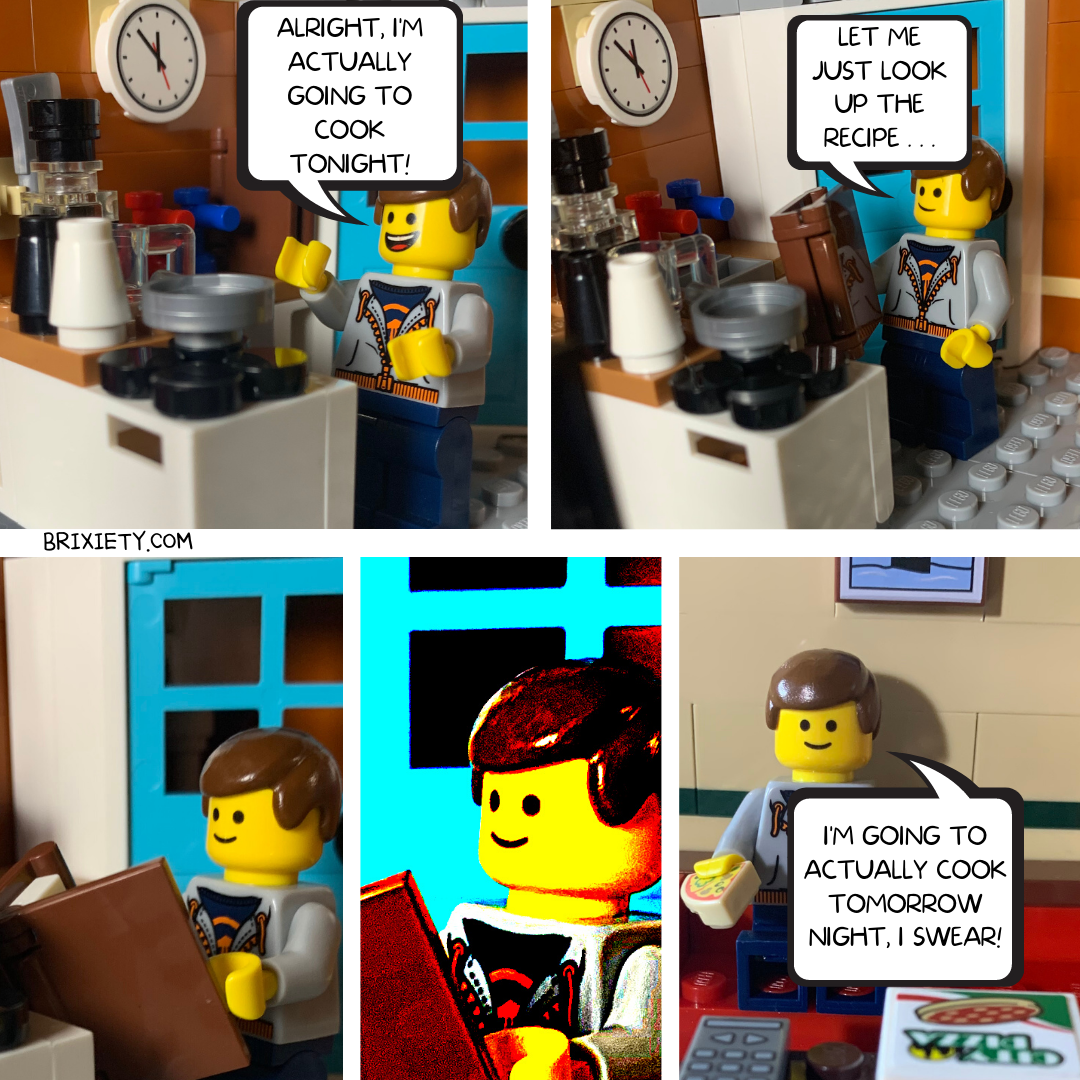 ALRIGHT, I'M
ACTUALLY
GOING TO
COOK
TONIGHT!
LET ME
JUST LOOK
UP THE
RECIPE . . .
BRIXIETY.COM
I'M GOING TO
ACTUALLY COOK
TOMORROW
NIGHT, I SWEAR!